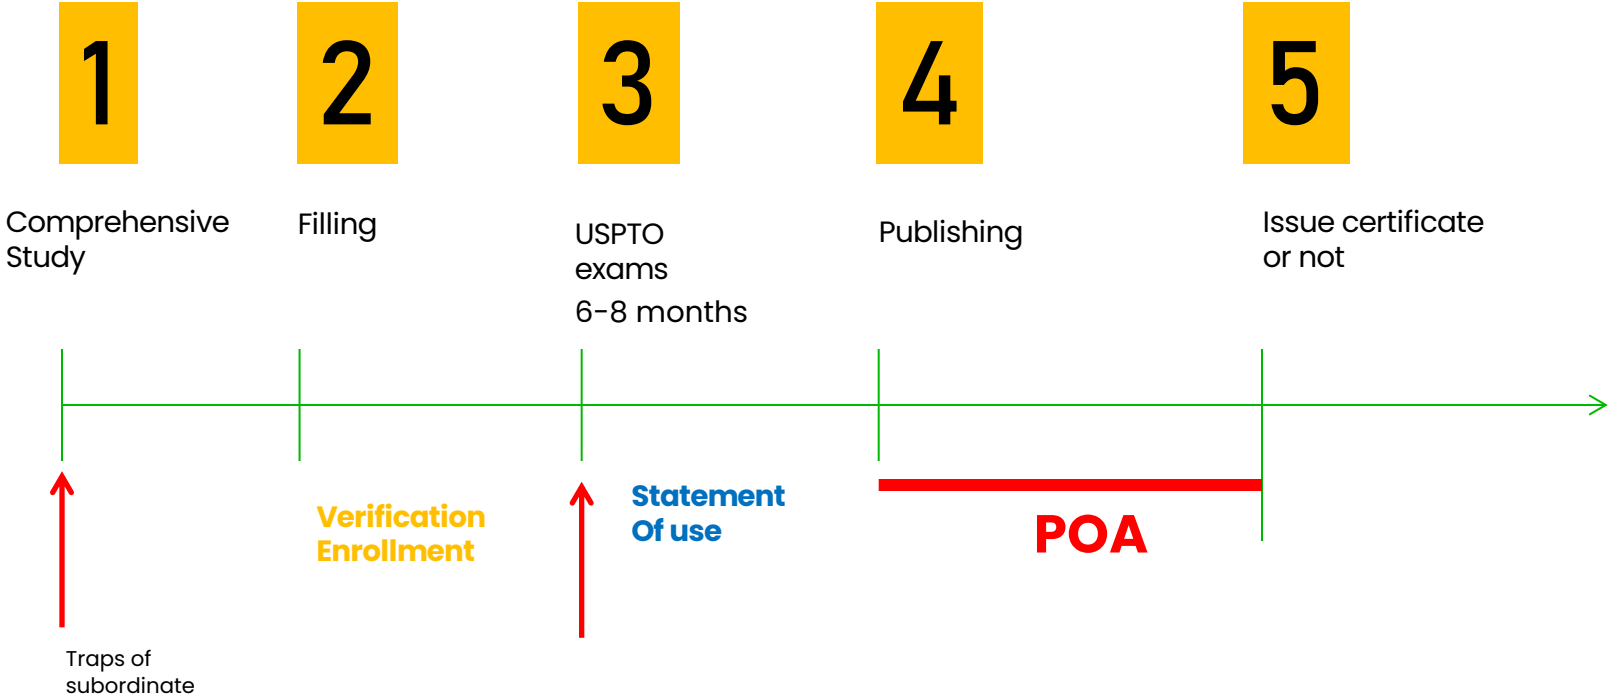 1
2
3
4
5
Comprehensive
Study
Filling
USPTO
exams
6-8 months
Publishing
Issue certificate
or not
Verification
Enrollment
Statement
Of use
POA
Traps of
subordinate